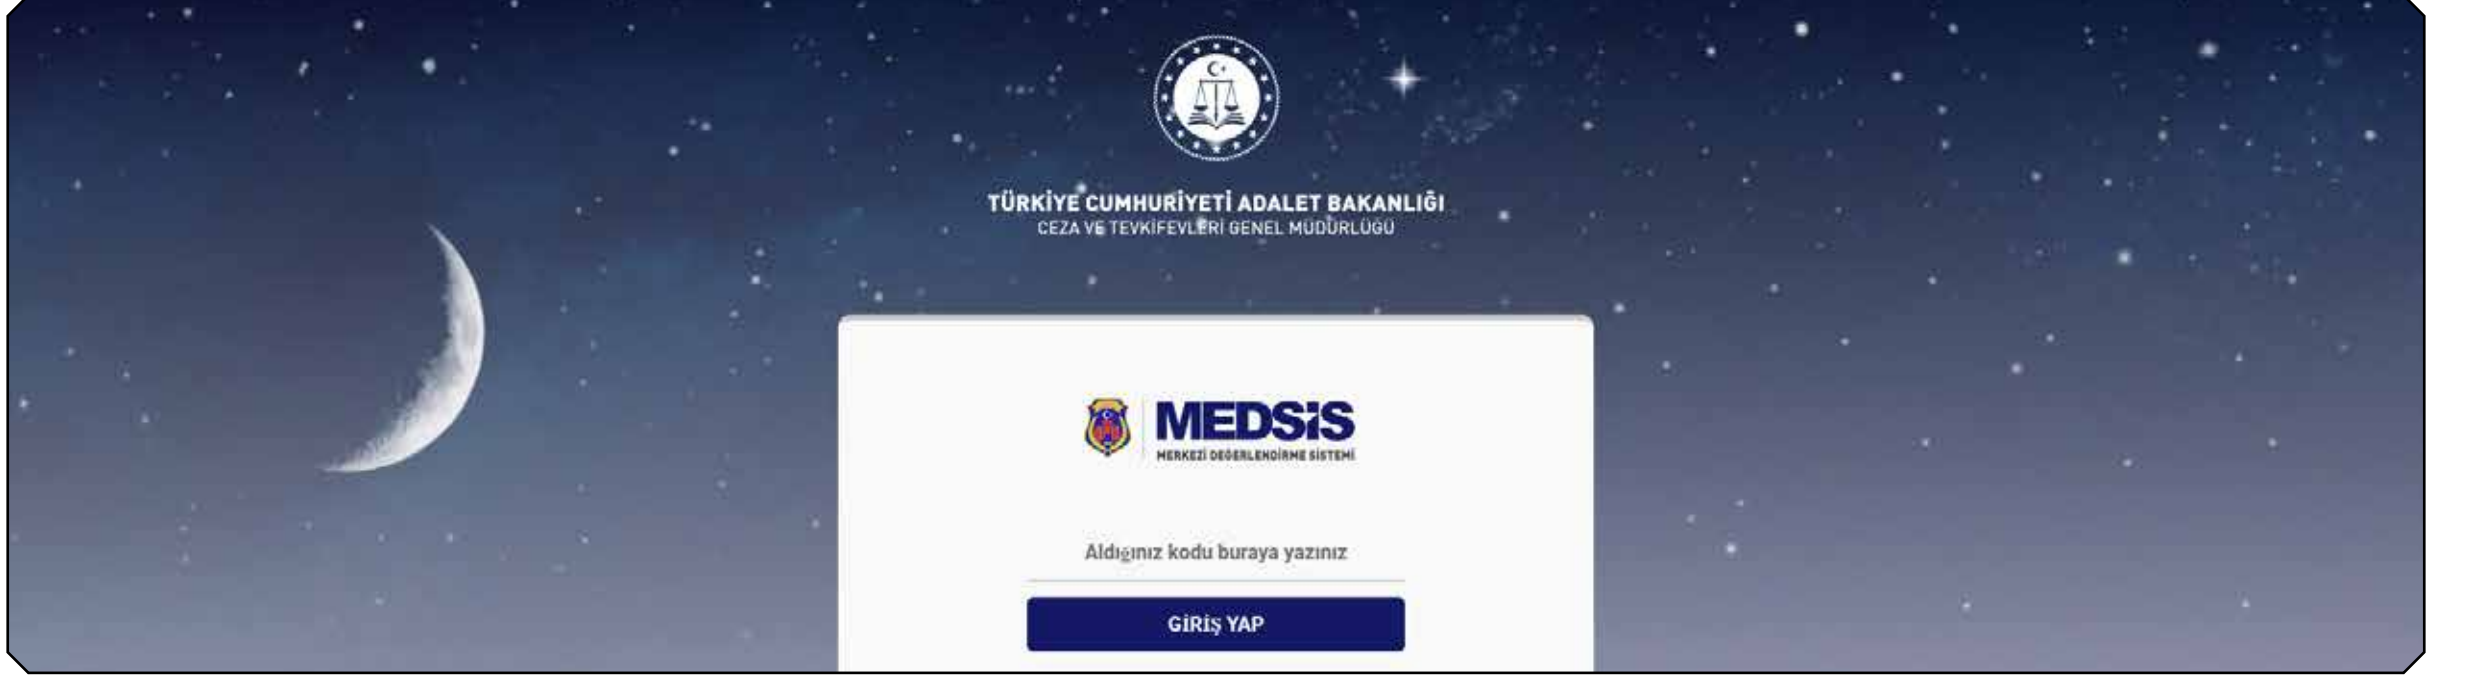 TÜRKİYE CUMHURİYETİ ADALET BAKANLIĞI
CEZA VE TEVKİFEVLERİ GENEL MÜDÜRLÜĞÜ
MEDSiS
MERKEZİ DEĞERLENDİRME SİSTEMİ
Aldığınız kodu buraya yazınız
GİRİŞ YAP